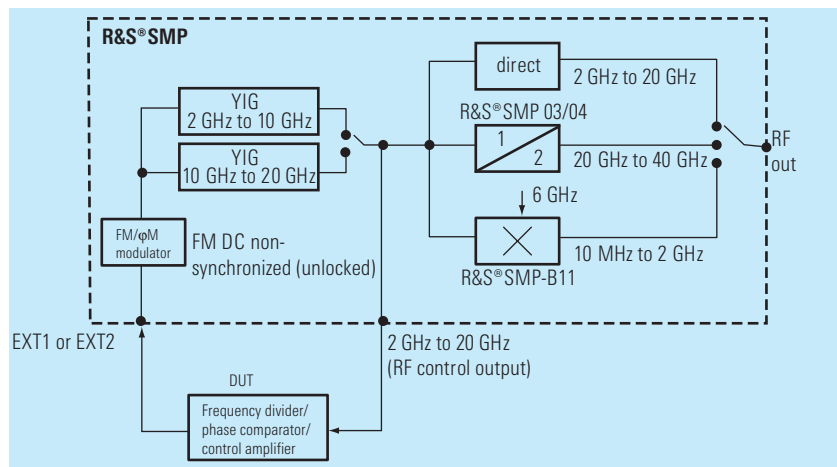 R&S®SMP
direct
2 GHz to 20 GHz
YIG
2 GHz to 10 GHz
R&S®SMP 03/04
1
2
20 GHz to 40 GHz
RF
out
YIG
10 GHz to 20 GHz
6 GHz
FM/φM
modulator
FM DC non-
synchronized (unlocked)
10 MHz to 2 GHz
R&S®SMP-B11
EXT1 or EXT2
2 GHz to 20 GHz
(RF control output)
DUT
Frequency divider/
phase comparator/
control amplifier